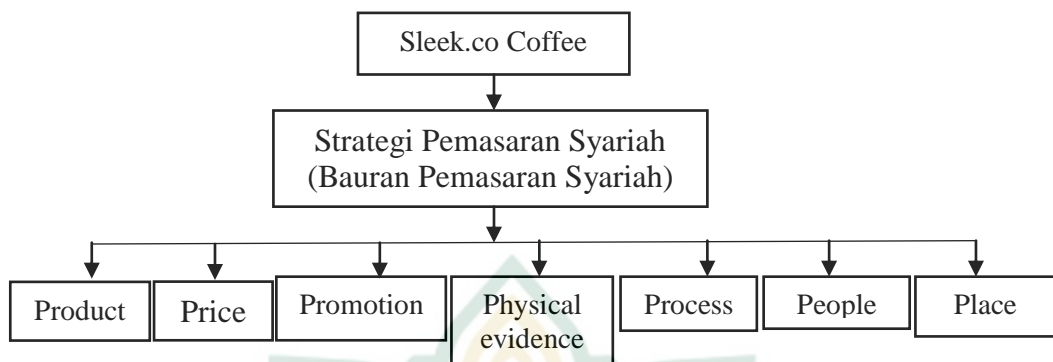 Sleek.co Coffee
Strategi Pemasaran Syariah
(Bauran Pemasaran Syariah)
Product
Price
Promotion
Physical
evidence
Process
People
Place